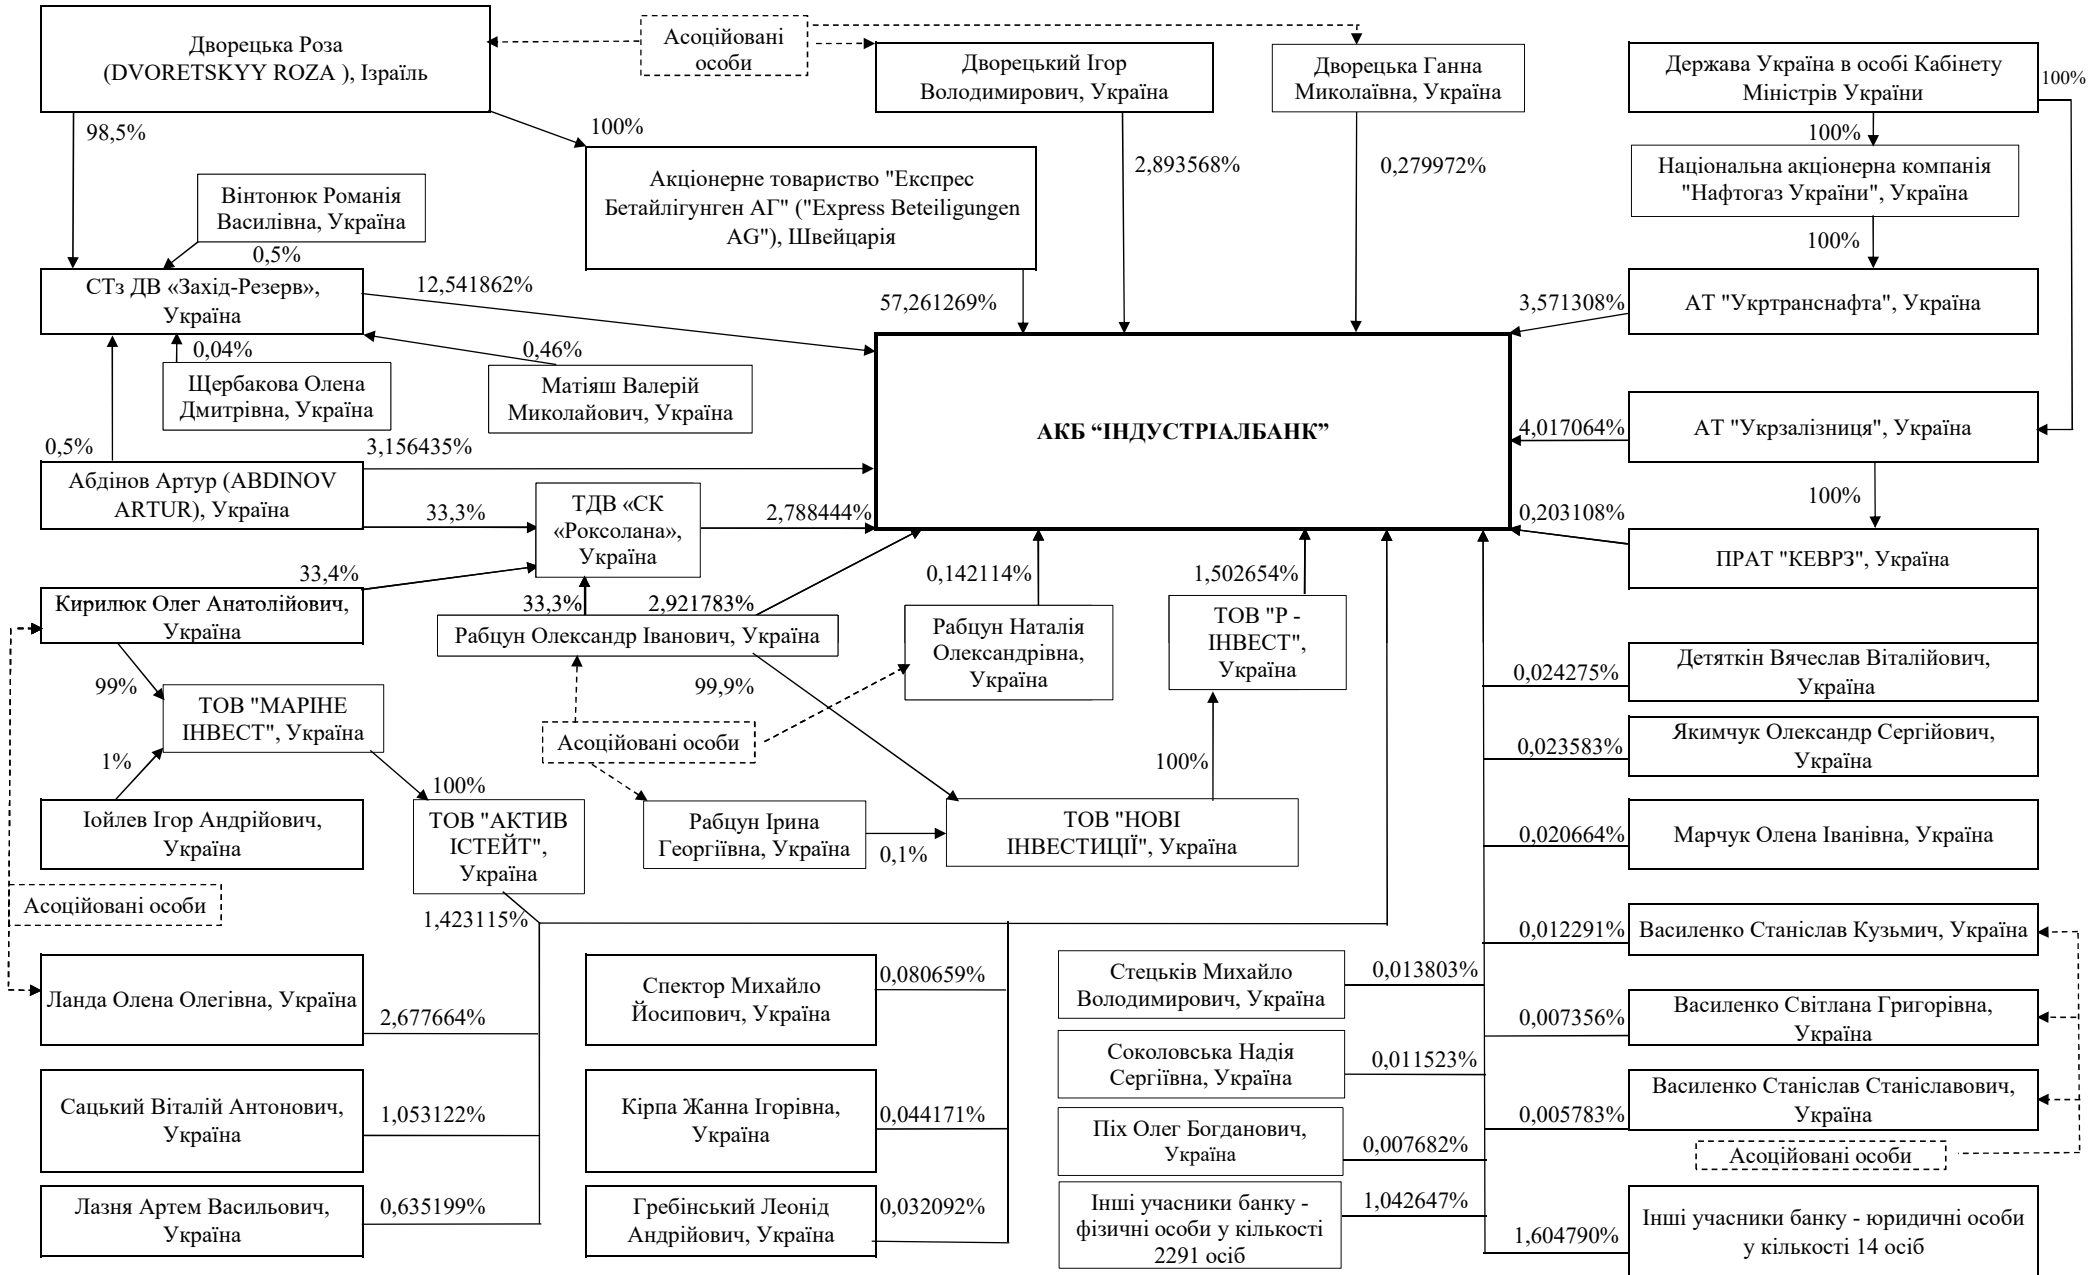 Дворецька Роза
(DVORETSKYY ROZA ), Ізраїль
Асоційовані
особи
Дворецький Ігор
Володимирович, Україна
Дворецька Ганна
Миколаївна, Україна
Держава Україна в особі Кабінету
Міністрів України
100%
98,5%
100%
2,893568%
0,279972%
100%
Вінтонюк Романія
Василівна, Україна
0,5%
Акціонерне товариство "Експрес
Бетайлігунген АГ" ("Express Beteiligungen
AG"), Швейцарія
Національна акціонерна компанія
"Нафтогаз України", Україна
100%
СТз ДВ «Захід-Резерв»,
Україна
12,541862%
57,261269%
3,571308%
АТ "Укртранснафта", Україна
0,04%
0,46%
Щербакова Олена
Дмитрівна, Україна
Матіяш Валерій
Миколайович, Україна
АКБ “ІНДУСТРІАЛБАНК”
4,017064%
АТ "Укрзалізниця", Україна
0,5%
3,156435%
Абдінов Артур (ABDINOV
ARTUR), Україна
33,3%
ТДВ «СК
«Роксолана»,
Україна
2,788444%
100%
0,203108%
ПРАТ "КЕВРЗ", Україна
33,4%
Кирилюк Олег Анатолійович,
Україна
33,3%
2,921783%
Рабцун Олександр Іванович, Україна
0,142114%
Рабцун Наталія
Олександрівна,
Україна
1,502654%
ТОВ "Р -
ІНВЕСТ",
Україна
0,024275%
Детяткін Вячеслав Віталійович,
Україна
99%
ТОВ "МАРІНЕ
ІНВЕСТ", Україна
99,9%
Асоційовані особи
0,023583%
Якимчук Олександр Сергійович,
Україна
1%
100%
100%
Іойлев Ігор Андрійович,
Україна
ТОВ "АКТИВ
ІСТЕЙТ",
Україна
Рабцун Ірина
Георгіївна, Україна
0,1%
ТОВ "НОВІ
ІНВЕСТИЦІЇ", Україна
0,020664%
Марчук Олена Іванівна, Україна
Асоційовані особи
1,423115%
0,012291%
Василенко Станіслав Кузьмич, Україна
Ланда Олена Олегівна, Україна
2,677664%
Спектор Михайло
Йосипович, Україна
0,080659%
Стецьків Михайло
Володимирович, Україна
0,013803%
0,007356%
Василенко Світлана Григорівна,
Україна
Сацький Віталій Антонович,
Україна
1,053122%
Кірпа Жанна Ігорівна,
Україна
0,044171%
Соколовська Надія
Сергіївна, Україна
0,011523%
0,005783%
Василенко Станіслав Станіславович,
Україна
Піх Олег Богданович,
Україна
0,007682%
Асоційовані особи
Лазня Артем Васильович,
Україна
0,635199%
Гребінський Леонід
Андрійович, Україна
0,032092%
Інші учасники банку -
фізичні особи у кількості
2291 осіб
1,042647%
1,604790%
Інші учасники банку - юридичні особи
у кількості 14 осіб